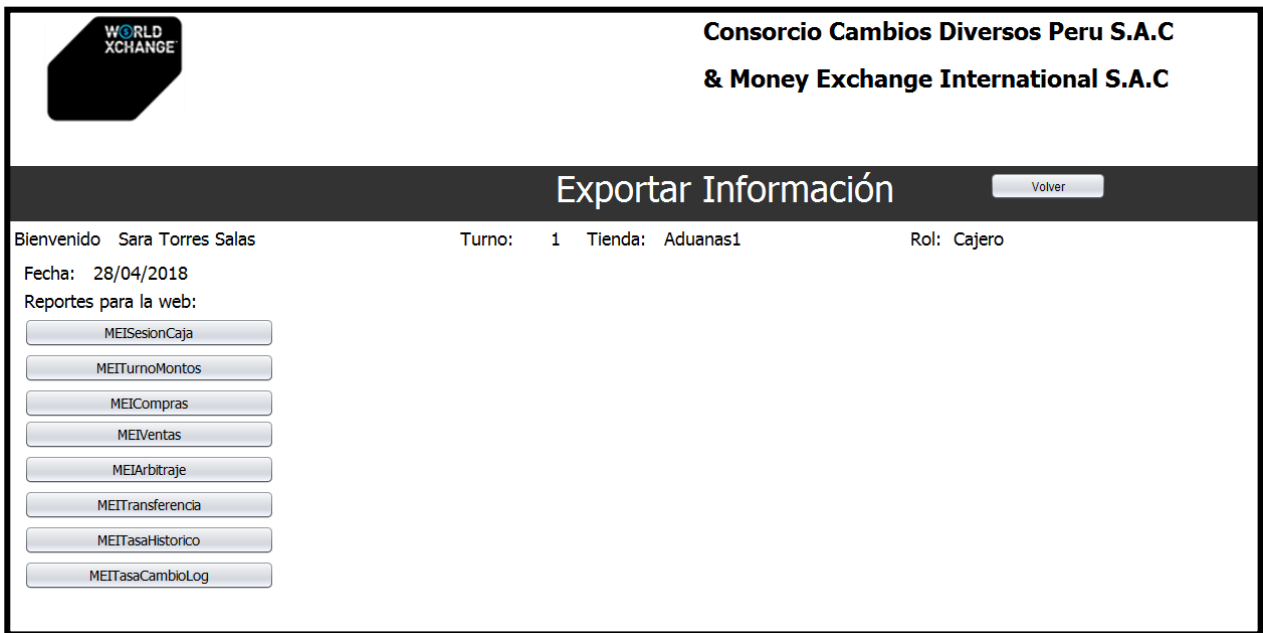 WORLD
XCHANGE
Consorcio Cambios Diversos Peru S.A.C
& Money Exchange International S.A.C
Exportar Información
Volver
Bienvenido Sara Torres Salas Turno: 1 Tienda: Aduanas1 Rol: Cajero
Fecha: 28/04/2018
Reportes para la web:
MEISesionCaja
MEITurnoMontos
MEICompras
MEIVentas
MEIArbitraje
MEITransferencia
MEITasaHistorico
MEITasaCambioLog